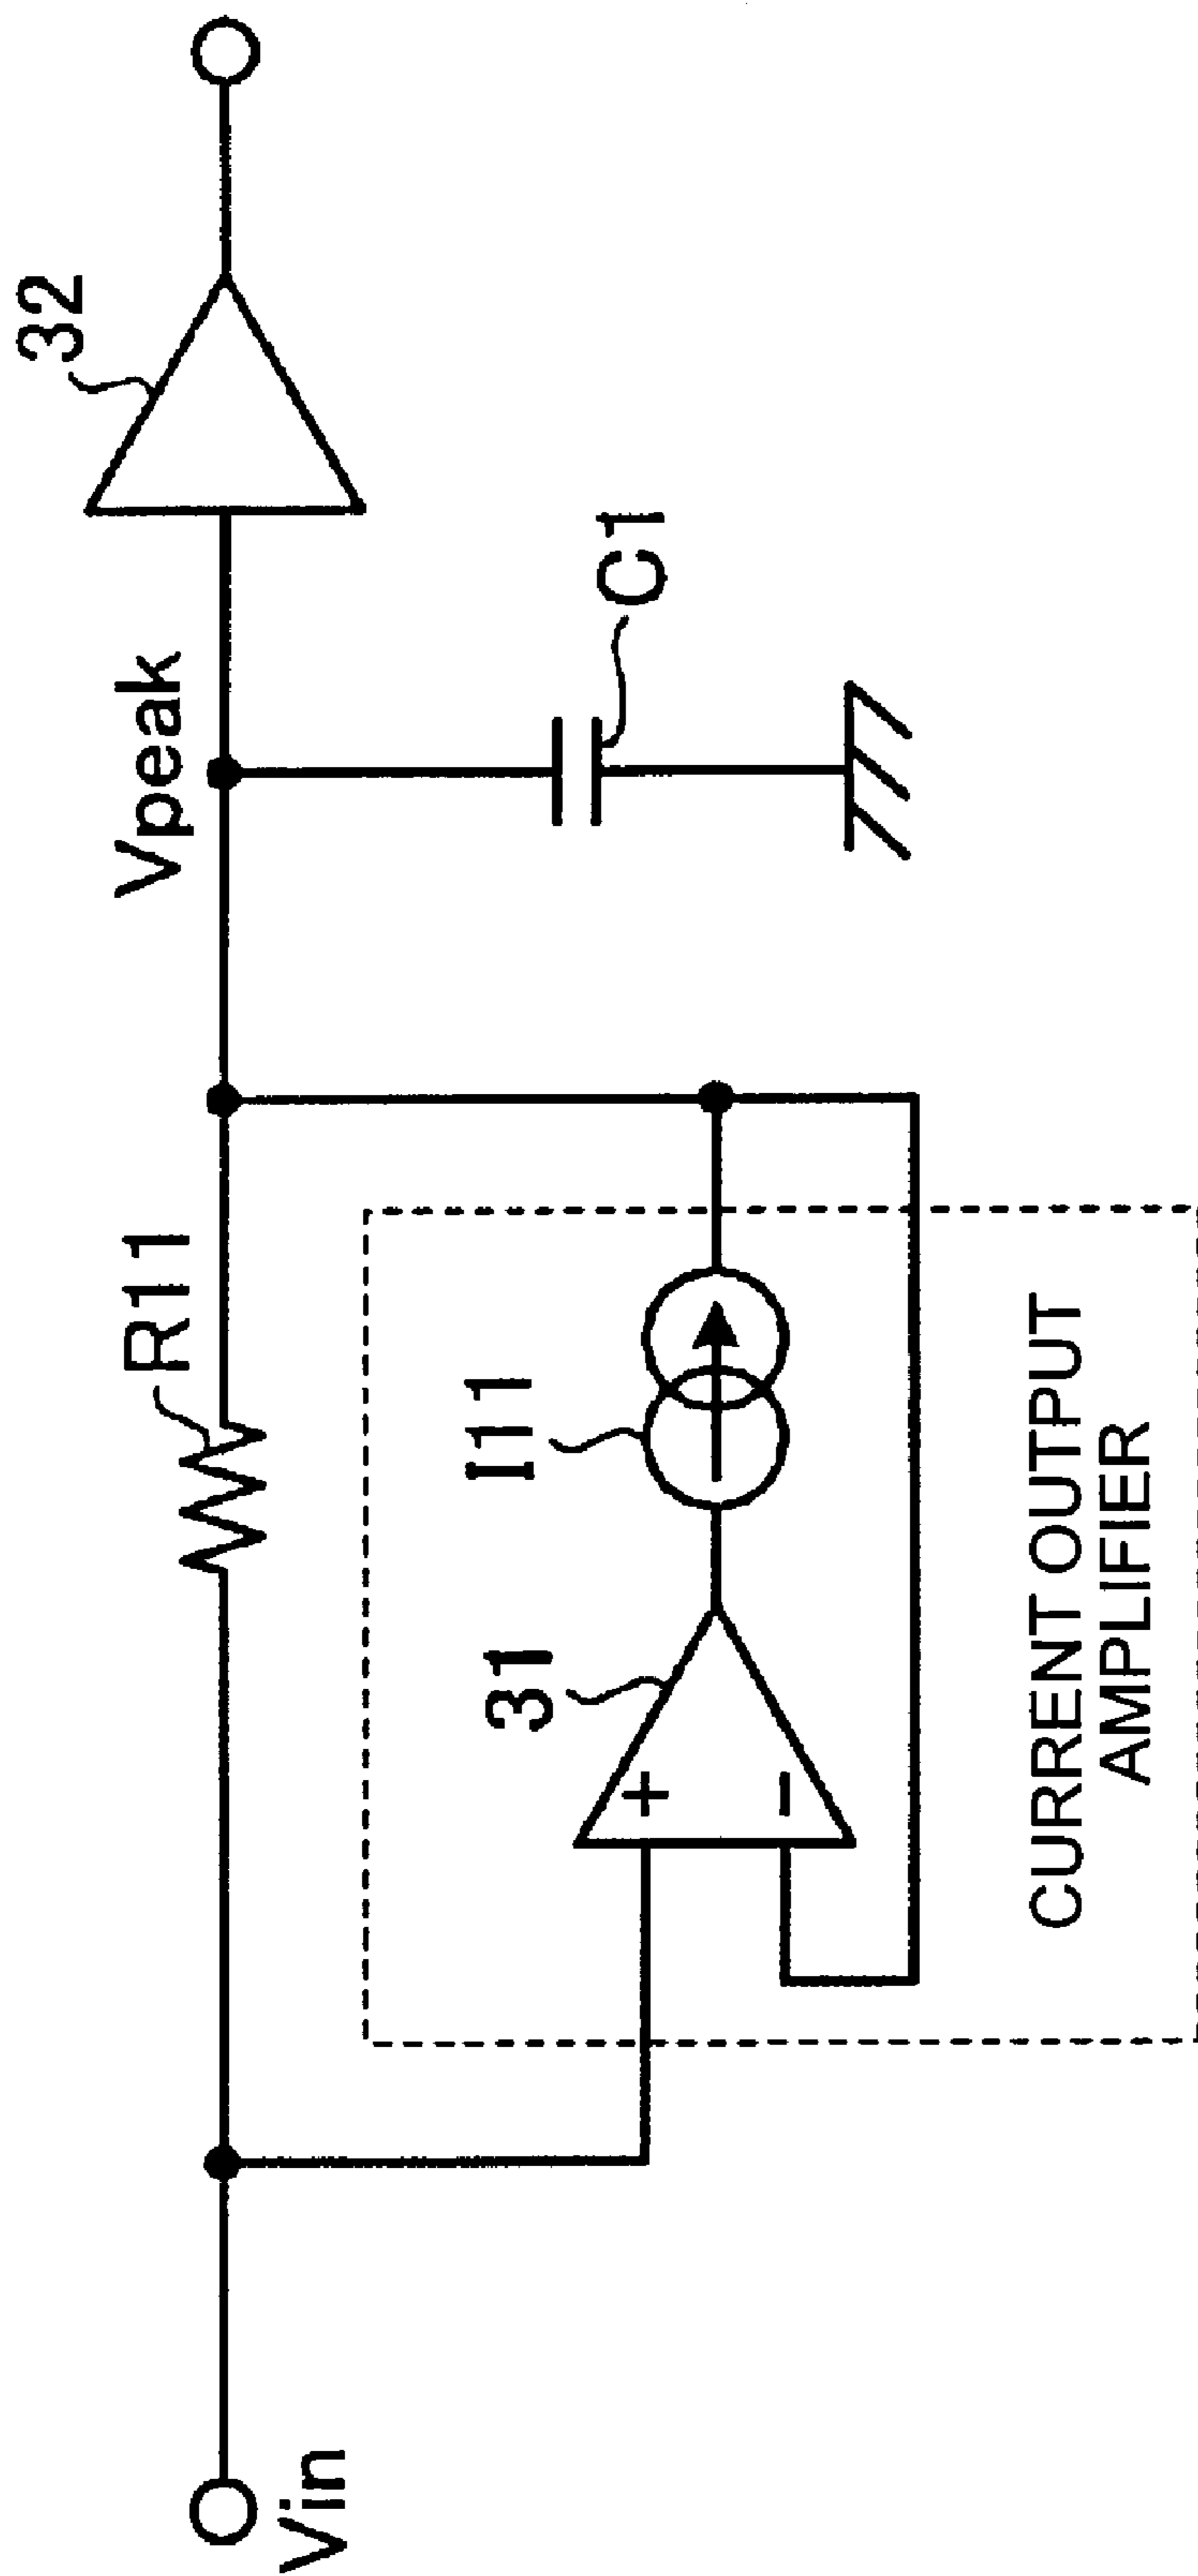 Vin
R11
Vpeak
32
C1
I11
31
+
-
CURRENT OUTPUT
AMPLIFIER